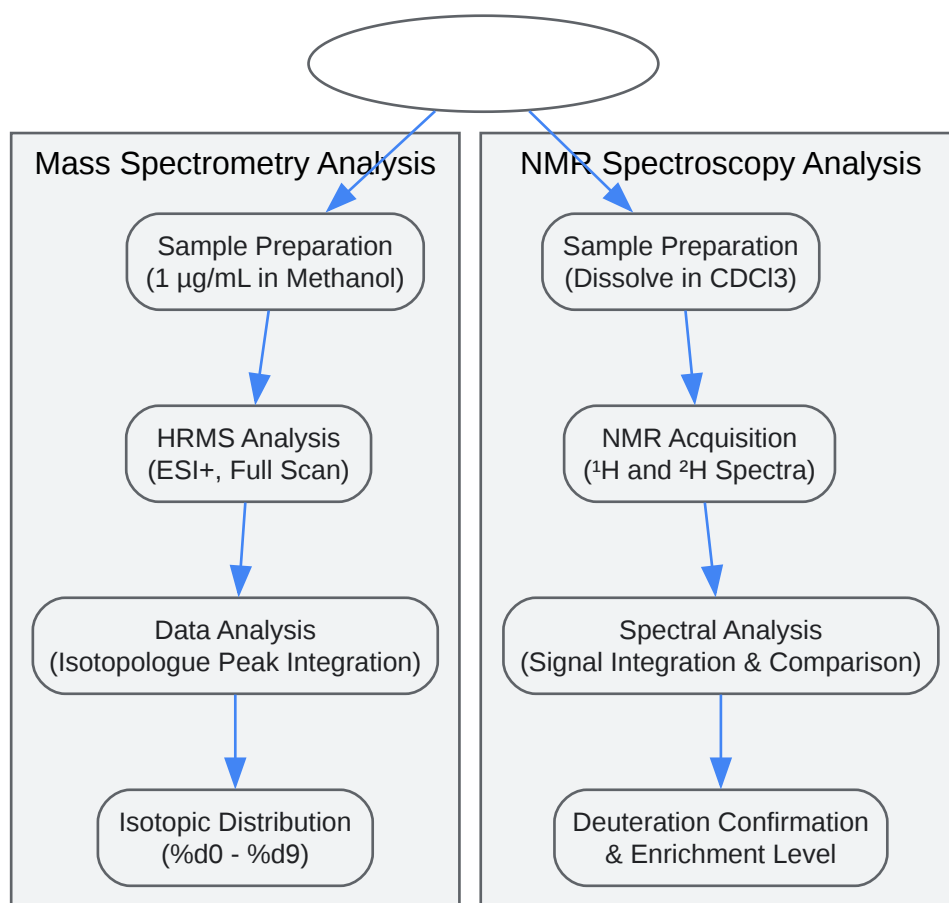 Mass Spectrometry Analysis
Sample Preparation
(1 µg/mL in Methanol)
HRMS Analysis
(ESI+, Full Scan)
Data Analysis
(Isotopologue Peak Integration)
Isotopic Distribution
(%d0 - %d9)
NMR Spectroscopy Analysis
Sample Preparation
(Dissolve in CDCl3)
NMR Acquisition
(¹H and ²H Spectra)
Spectral Analysis
(Signal Integration & Comparison)
Deuteration Confirmation
& Enrichment Level